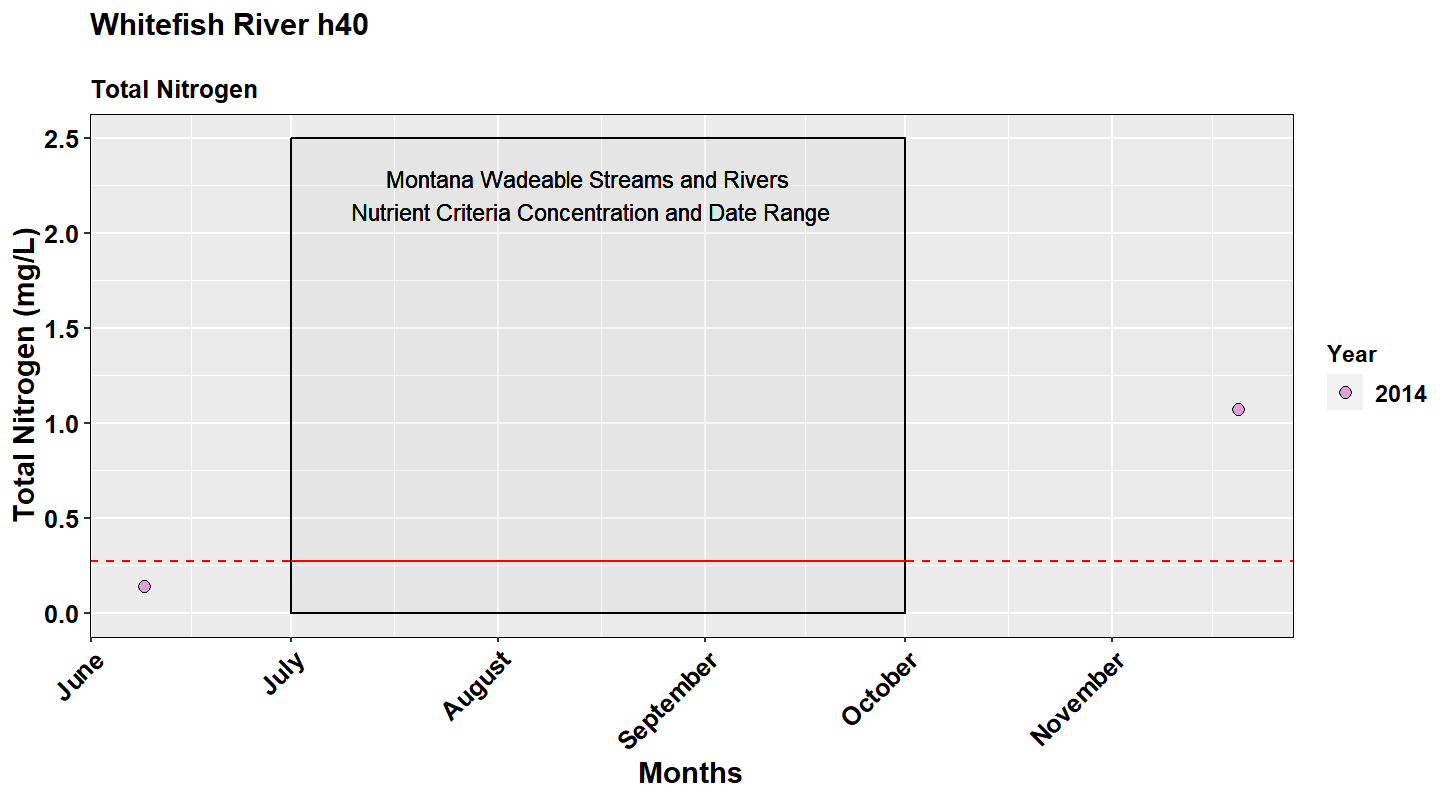 Whitefish River h40
Total Nitrogen
Total Nitrogen (mg/L)
2.5
2.0
1.5
1.0
0.5
0.0
Montana Wadeable Streams and Rivers
Nutrient Criteria Concentration and Date Range
June
July
August
September
October
November
Months
Year
2014